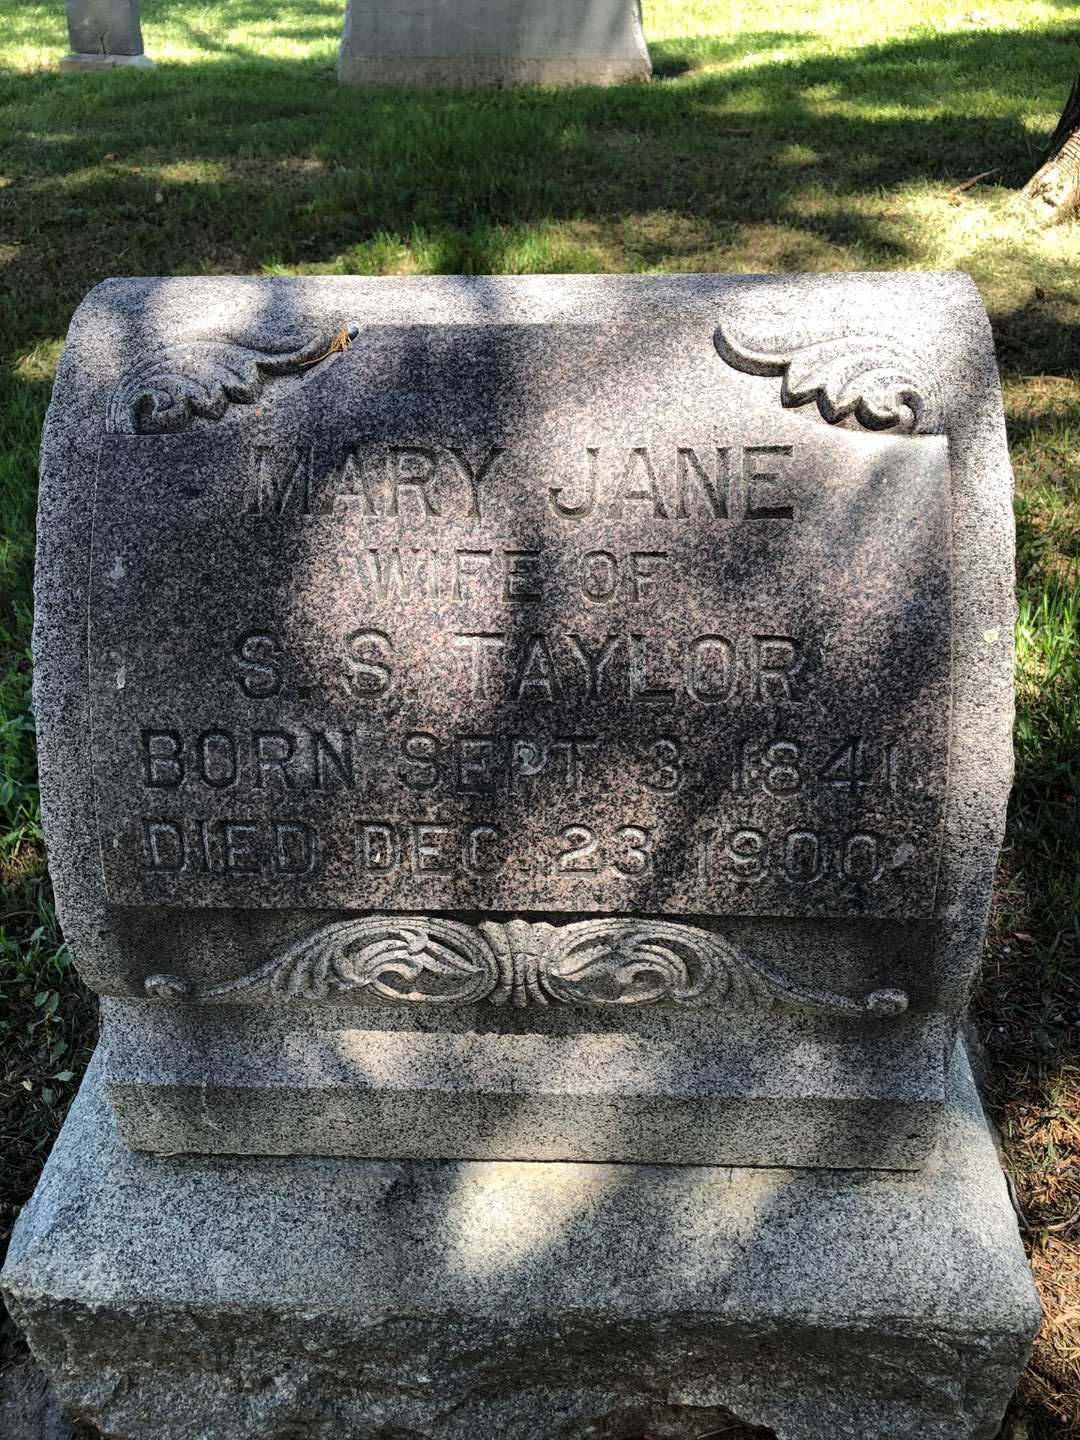 MARY JANE
WIFE OF
S. S. TAYLOR
BORN SEPT. 3. 1841.
DIED DEC. 23. 1900.